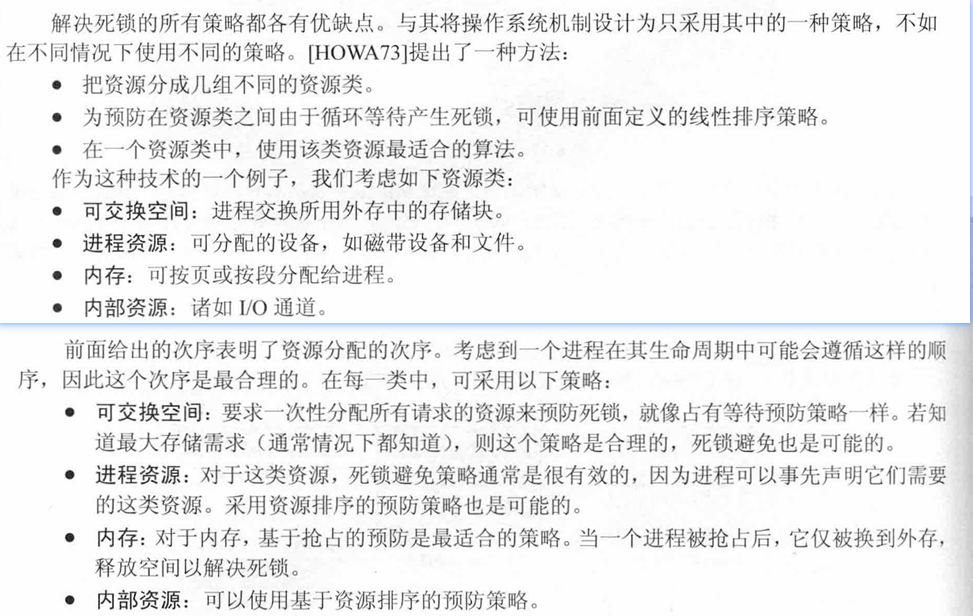 解决死锁的所有策略都各有优缺点。与其将操作系统机制设计为只采用其中的一种策略，不如
在不同情况下使用不同的策略。[HOWA73]提出了一种方法：
● 把资源分成几组不同的资源类。
● 为预防在资源类之间由于循环等待产生死锁，可使用前面定义的线性排序策略。
● 在一个资源类中，使用该类资源最适合的算法。
作为这种技术的一个例子，我们考虑如下资源类：
● 可交换空间：进程交换所用外存中的存储块。
● 进程资源：可分配的设备，如磁带设备和文件。
● 内存：可按页或按段分配给进程。
● 内部资源：诸如 I/O 通道。
前面给出的次序表明了资源分配的次序。考虑到一个进程在其生命周期中可能会遵循这样的顺
序，因此这个次序是最合理的。在每一类中，可采用以下策略：
● 可交换空间：要求一次性分配所有请求的资源来预防死锁，就像占有等待预防策略一样。若知
道最大存储需求（通常情况下都知道），则这个策略是合理的，死锁避免也是可能的。
● 进程资源：对于这类资源，死锁避免策略通常是很有效的，因为进程可以事先声明它们需要
的这类资源。采用资源排序的预防策略也是可能的。
● 内存：对于内存，基于抢占的预防是最适合的策略。当一个进程被抢占后，它仅被换到外存，
释放空间以解决死锁。
● 内部资源：可以使用基于资源排序的预防策略。